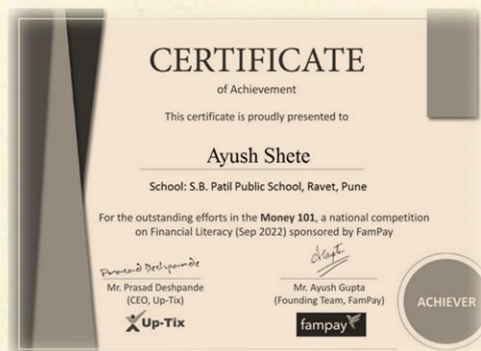 CERTIFICATE
of Achievement
This certificate is proudly presented to
Ayush Shete
School: S.B. Patil Public School, Ravet, Pune
For the outstanding efforts in the Money 101, a national competition
on Financial Literacy (Sep 2022) sponsored by FamPay
Prasad Deshpande
Mr. Prasad Deshpande
(CEO, Up-Tix)
Up-Tix
Mr. Ayush Gupta
(Founding Team, FamPay)
fampay
ACHIEVER